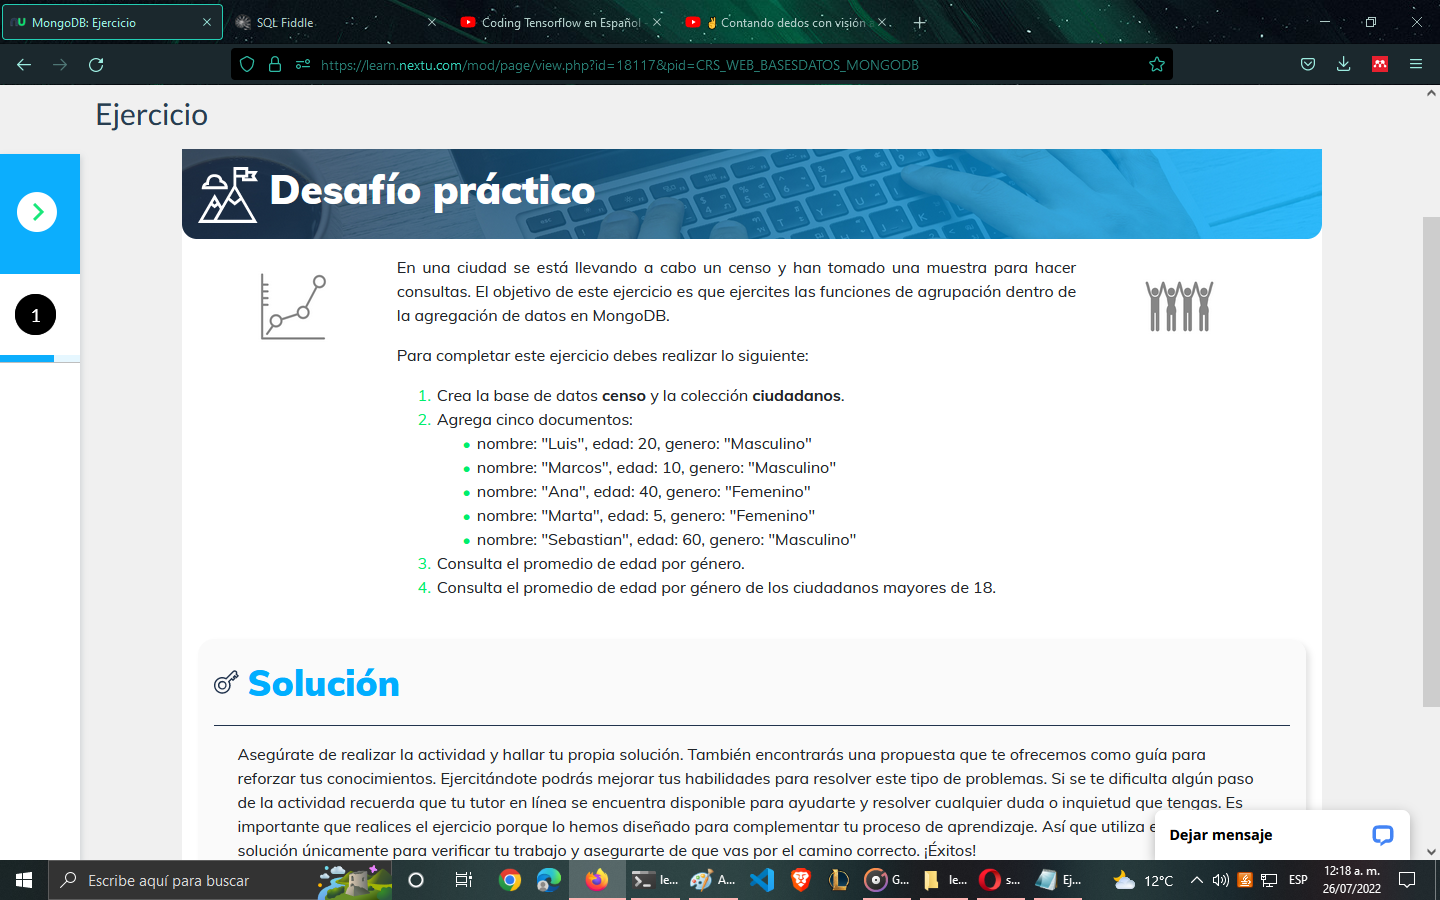 MongoDB: Ejercicio
SQL Fiddle
Coding Tensorflow en Español
Contando dedos con visión a
https://learn.nextu.com/mod/page/view.php?id=18117&pid=CRS_WEB_BASESDATOS_MONGODB
Ejercicio
Desafío práctico
1
En una ciudad se está llevando a cabo un censo y han tomado una muestra para hacer
consultas. El objetivo de este ejercicio es que ejercites las funciones de agrupación dentro de
la agregación de datos en MongoDB.
Para completar este ejercicio debes realizar lo siguiente:
1. Crea la base de datos censo y la colección ciudadanos.
2. Agrega cinco documentos:
nombre: "Luis", edad: 20, genero: "Masculino"
nombre: "Marcos", edad: 10, genero: "Masculino"
nombre: "Ana", edad: 40, genero: "Femenino"
nombre: "Marta", edad: 5, genero: "Femenino"
nombre: "Sebastian", edad: 60, genero: "Masculino"
3. Consulta el promedio de edad por género.
4. Consulta el promedio de edad por género de los ciudadanos mayores de 18.
Solución
Asegúrate de realizar la actividad y hallar tu propia solución. También encontrarás una propuesta que te ofrecemos como guía para
reforzar tus conocimientos. Ejercitándote podrás mejorar tus habilidades para resolver este tipo de problemas. Si se te dificulta algún paso
de la actividad recuerda que tu tutor en línea se encuentra disponible para ayudarte y resolver cualquier duda o inquietud que tengas. Es
importante que realices el ejercicio porque lo hemos diseñado para complementar tu proceso de aprendizaje. Así que utiliza e
solución únicamente para verificar tu trabajo y asegurarte de que vas por el camino correcto. ¡Éxitos!
Dejar mensaje
Escribe aquí para buscar
le...
A...
G...
le...
s...
Ej...
12°C
ESP
12:18 a. m.
26/07/2022